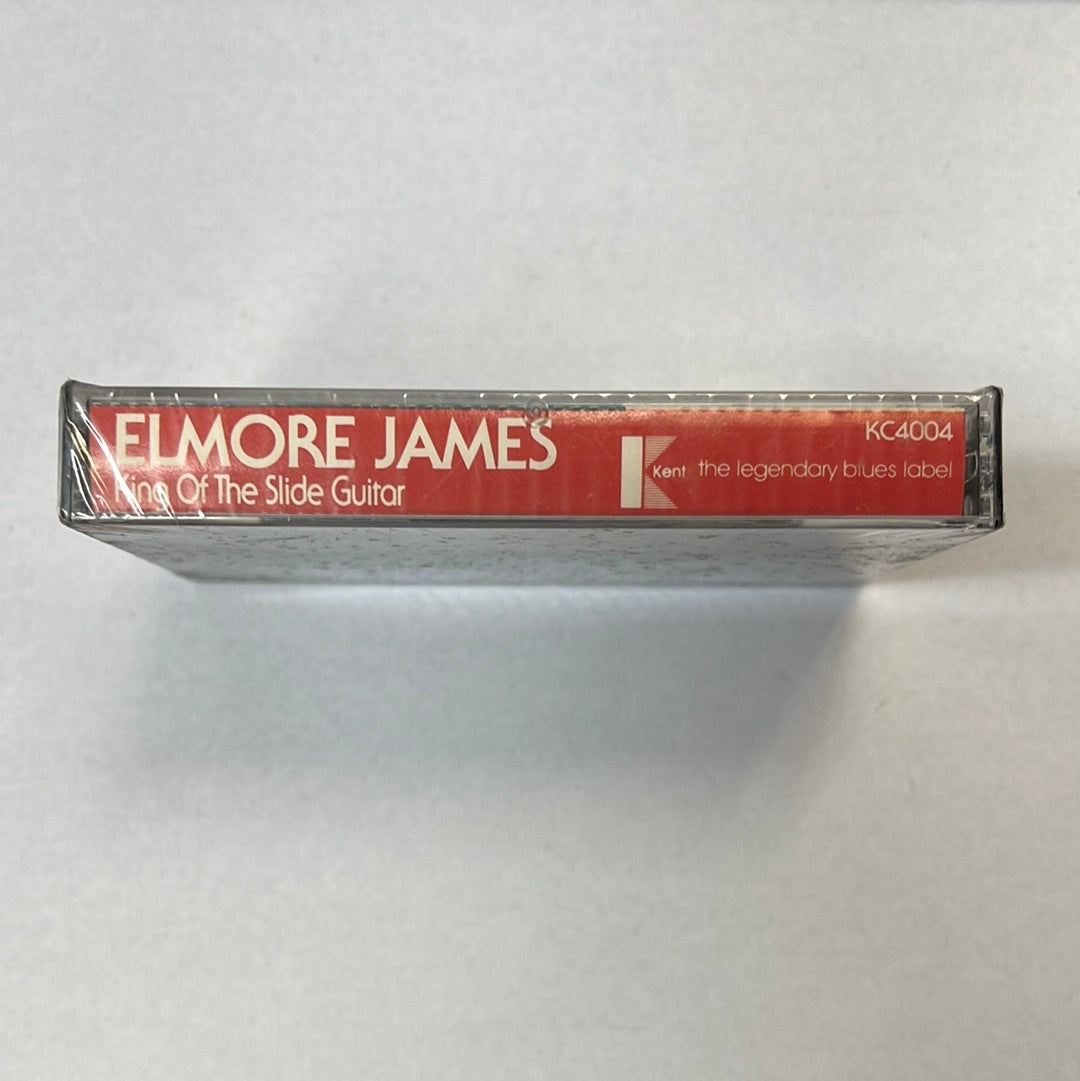 ELMORE JAMES
King Of The Slide Guitar
KC4004
Kent the legendary blues label